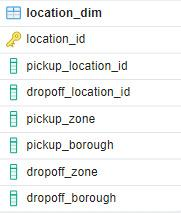 location_dim
location_id
pickup_location_id
dropoff_location_id
pickup_zone
pickup_borough
dropoff_zone
dropoff_borough